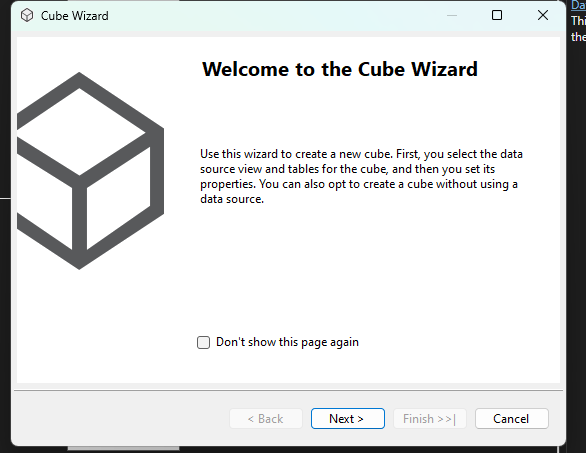 Cube Wizard
Da
Thi
the
Welcome to the Cube Wizard
Use this wizard to create a new cube. First, you select the data
source view and tables for the cube, and then you set its
properties. You can also opt to create a cube without using a
data source.
Don't show this page again
< Back
Next >
Finish >>|
Cancel